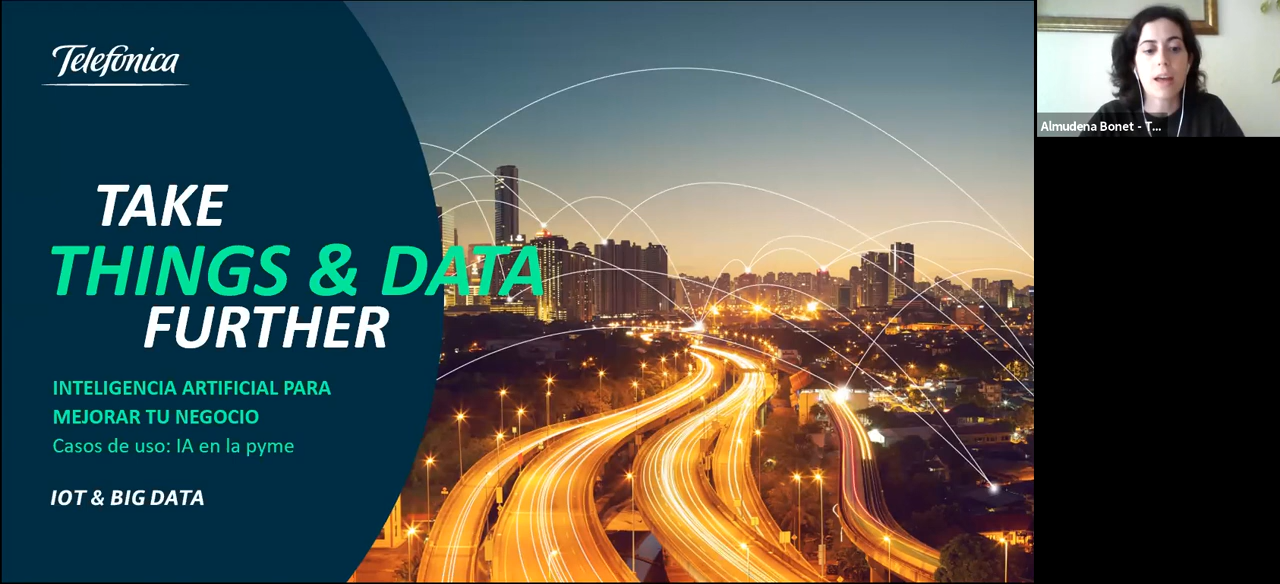 Telefónica
TAKE
THINGS & DATA
FURTHER
INTELIGENCIA ARTIFICIAL PARA
MEJORAR TU NEGOCIO
Casos de uso: IA en la pyme
IOT & BIG DATA
Almudena Bonet - T...